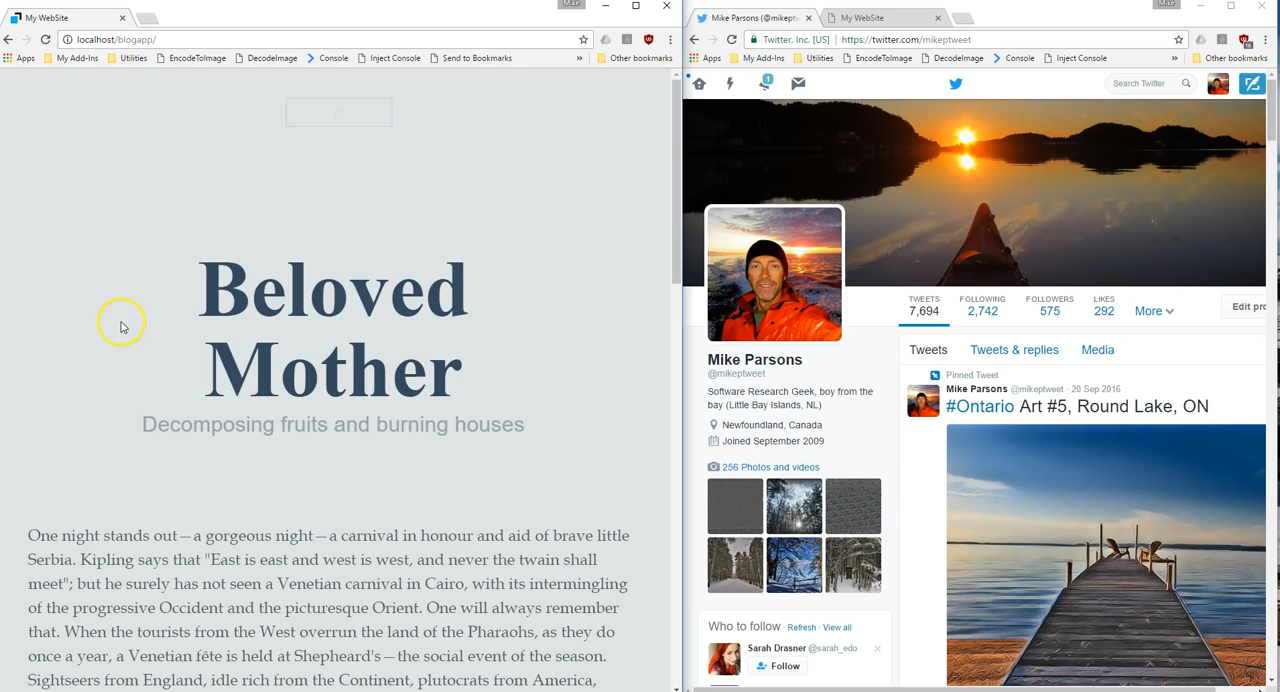 My WebSite
Mike
localhost/blogapp/
Apps
My Add-Ins
Utilities
EncodeToImage
DecodeImage
Console
Inject Console
Send to Bookmarks
»
Other bookmarks
Beloved
Mother
Decomposing fruits and burning houses
One night stands out—a gorgeous night—a carnival in honour and aid of brave little
Serbia. Kipling says that "East is east and west is west, and never the twain shall
meet"; but he surely has not seen a Venetian carnival in Cairo, with its intermingling
of the progressive Occident and the picturesque Orient. One will always remember
that. When the tourists from the West overrun the land of the Pharaohs, as they do
once a year, a Venetian fête is held at Shepheard's—the social event of the season.
Sightseers from England, idle rich from the Continent, plutocrats from America,
Mike Parsons (@mikeptw
My WebSite
Mike
Twitter, Inc. [US]
https://twitter.com/mikeptweet
Apps
My Add-Ins
Utilities
EncodeToImage
DecodeImage
Console
Inject Console
»
Other bookmarks
1
Search Twitter
TWEETS
7,694
FOLLOWING
2,742
FOLLOWERS
575
LIKES
292
More
Edit pro
Mike Parsons
@mikeptweet
Software Research Geek, boy from the
bay (Little Bay Islands, NL)
Newfoundland, Canada
Joined September 2009
256 Photos and videos
Who to follow · Refresh · View all
Sarah Drasner @sarah_edo
Follow
Tweets
Tweets & replies
Media
Pinned Tweet
Mike Parsons @mikeptweet · 20 Sep 2016
#Ontario Art #5, Round Lake, ON